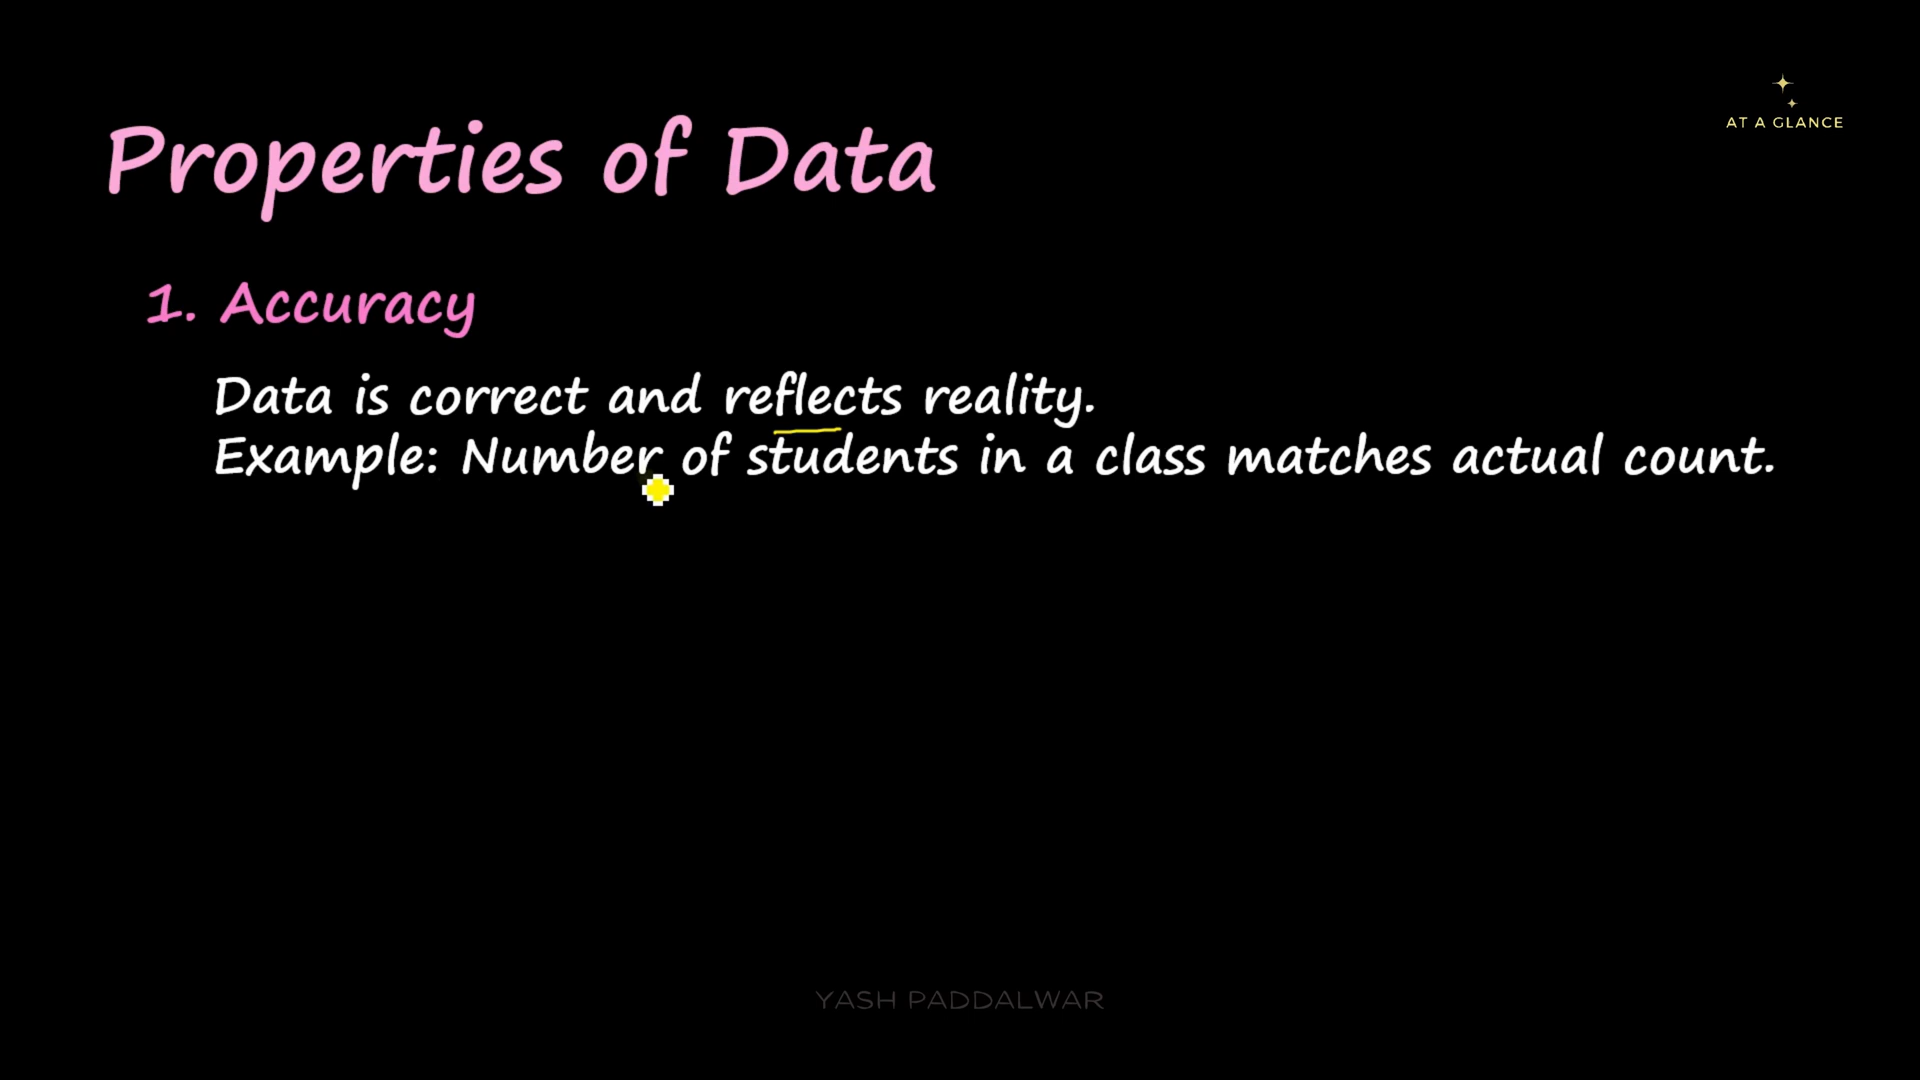 AT A GLANCE
Properties of Data
1. Accuracy
Data is correct and reflects reality.
Example: Number of students in a class matches actual count.
YASH PADDALWAR